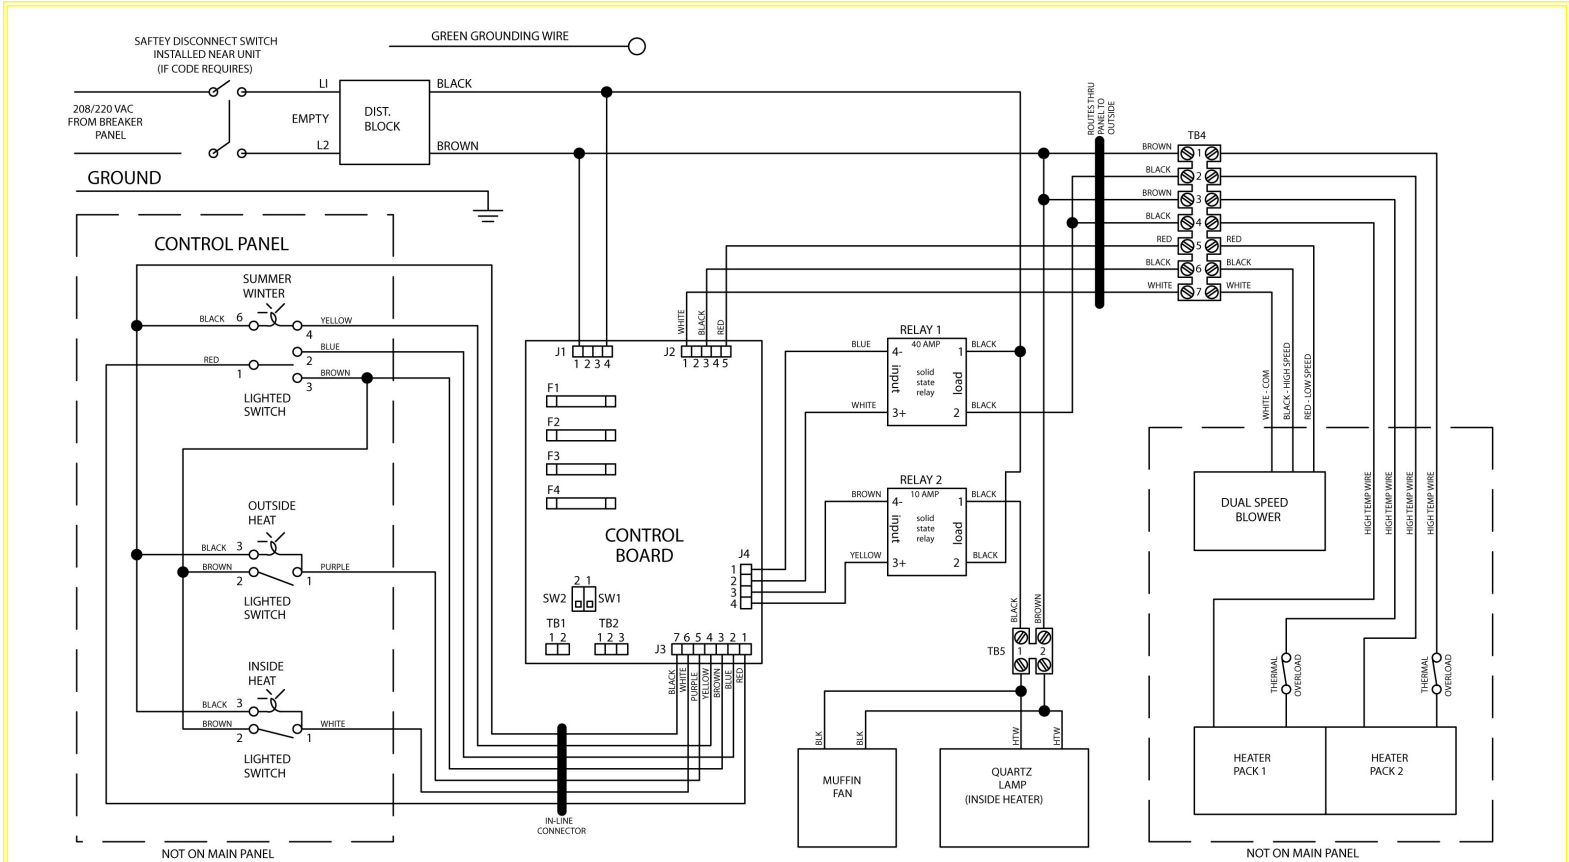 SAFTEY DISCONNECT SWITCH
INSTALLED NEAR UNIT
(IF CODE REQUIRES)
GREEN GROUNDING WIRE
LI
BLACK
208/220 VAC
FROM BREAKER
PANEL
EMPTY
DIST.
BLOCK
L2
BROWN
GROUND
ROUTES THRU
PANEL TO
OUTSIDE
TB4
BROWN
1
BLACK
2
BROWN
3
BLACK
4
RED
5
RED
BLACK
6
BLACK
WHITE
7
WHITE
CONTROL PANEL
SUMMER
WINTER
BLACK
6
YELLOW
4
BLUE
2
RED
1
BROWN
3
LIGHTED
SWITCH
OUTSIDE
HEAT
BLACK
3
BROWN
2
1
PURPLE
LIGHTED
SWITCH
INSIDE
HEAT
BLACK
3
BROWN
2
1
WHITE
LIGHTED
SWITCH
NOT ON MAIN PANEL
WHITE
BLACK
RED
J1
1 2 3 4
J2
1 2 3 4 5
F1
F2
F3
F4
CONTROL
BOARD
J4
1
2
3
4
2 1
SW2
SW1
TB1
1 2
TB2
1 2 3
J3
7 6 5 4 3 2 1
BLACK
WHITE
PURPLE
YELLOW
BROWN
BLUE
RED
IN-LINE
CONNECTOR
RELAY 1
40 AMP
BLUE
4-
1
BLACK
input
solid
state
relay
load
WHITE
3+
2
BLACK
RELAY 2
10 AMP
BROWN
4-
1
BLACK
input
solid
state
relay
load
YELLOW
3+
2
BLACK
BLACK
BROWN
TB5
1
2
BLK
BLK
HTW
HTW
MUFFIN
FAN
QUARTZ
LAMP
(INSIDE HEATER)
WHITE - COM
BLACK - HIGH SPEED
RED - LOW SPEED
DUAL SPEED
BLOWER
HIGH TEMP WIRE
HIGH TEMP WIRE
HIGH TEMP WIRE
HIGH TEMP WIRE
THERMAL
OVERLOAD
THERMAL
OVERLOAD
HEATER
PACK 1
HEATER
PACK 2
NOT ON MAIN PANEL